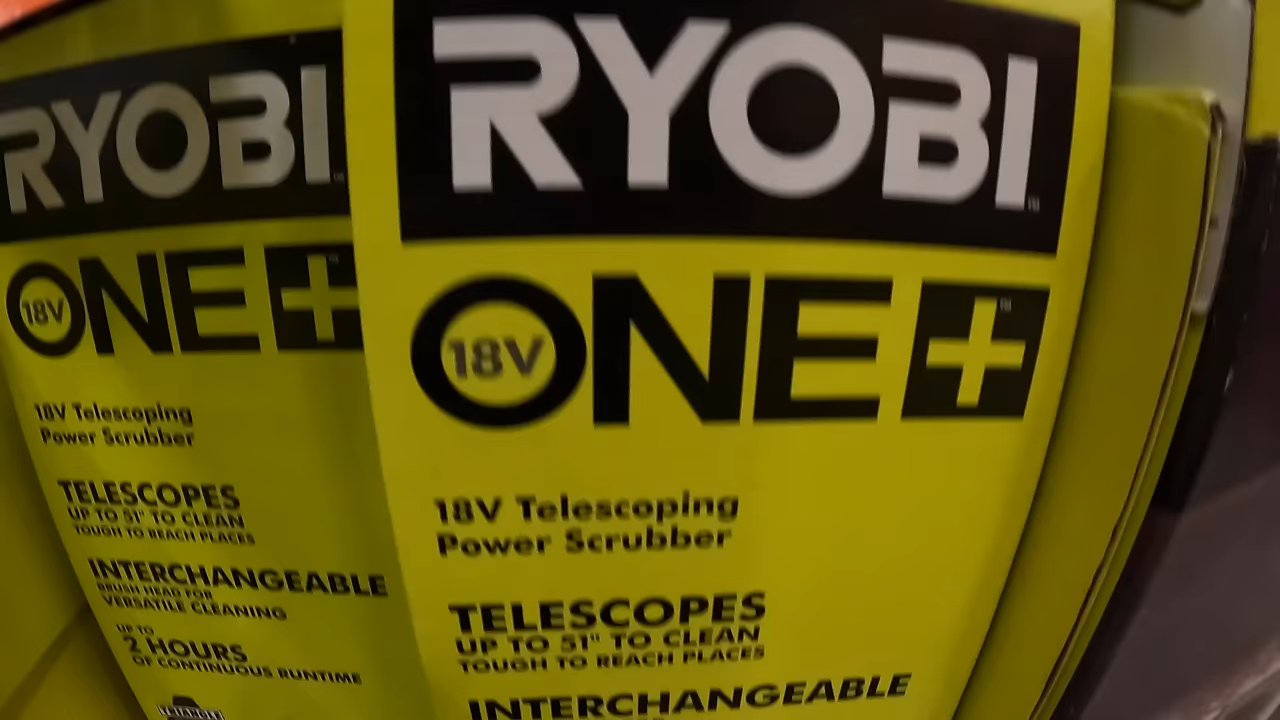 RYOBI
ONE+
18V
18V Telescoping
Power Scrubber
TELESCOPES
UP TO 51" TO CLEAN
TOUGH TO REACH PLACES
INTERCHANGEABLE
BRUSH HEAD FOR
VERSATILE CLEANING
UP TO
2 HOURS
OF CONTINUOUS RUNTIME
TRIANGLE
RYOBI
TM
18V
ONE+
18V Telescoping
Power Scrubber
TELESCOPES
UP TO 51" TO CLEAN
TOUGH TO REACH PLACES
INTERCHANGEABLE